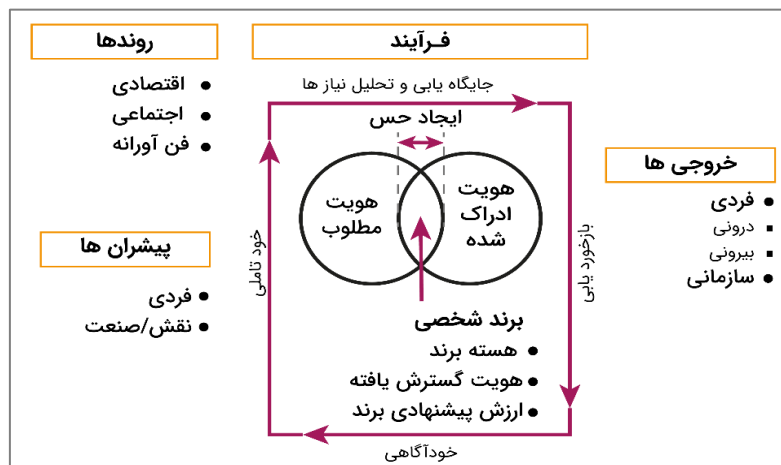 روندها
اقتصادی
اجتماعی
فن آورانه
پیشران ها
فردی
نقش/صنعت
فـرآیند
جایگاه یابی و تحلیل نیاز ها
ایجاد حس
هویت
مطلوب
هویت
ادراک
شده
خود تاملی
بازخورد یابی
برند شخصی
هسته برند
هویت گسترش یافته
ارزش پیشنهادی برند
خودآگاهی
خروجی ها
فردی
درونی
بیرونی
سازمانی